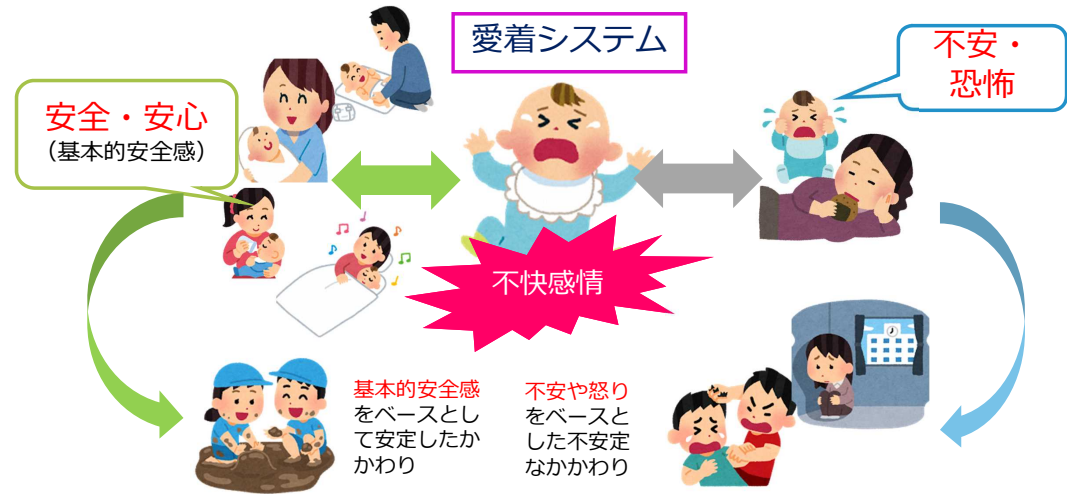 愛着システム
安全・安心
（基本的安全感）
不安・
恐怖
不快感情
基本的安全感
をベースとし
て安定したか
かわり
不安や怒り
をベースと
した不安定
なかかわり